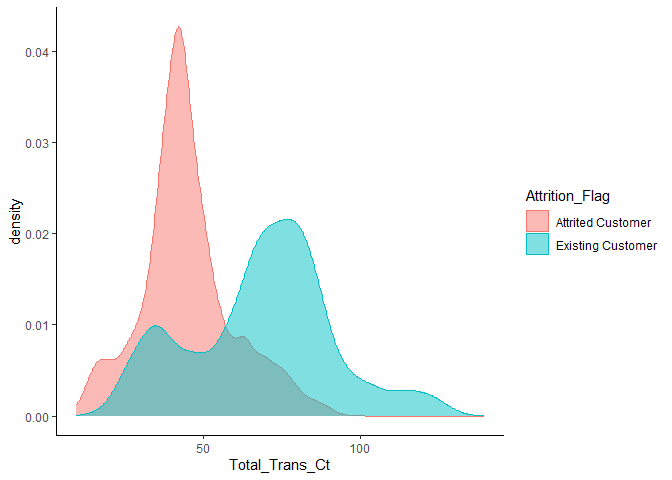 0.04
0.03
0.02
0.01
0.00
density
50
100
Total_Trans_Ct
Attrition_Flag
Attrited Customer
Existing Customer